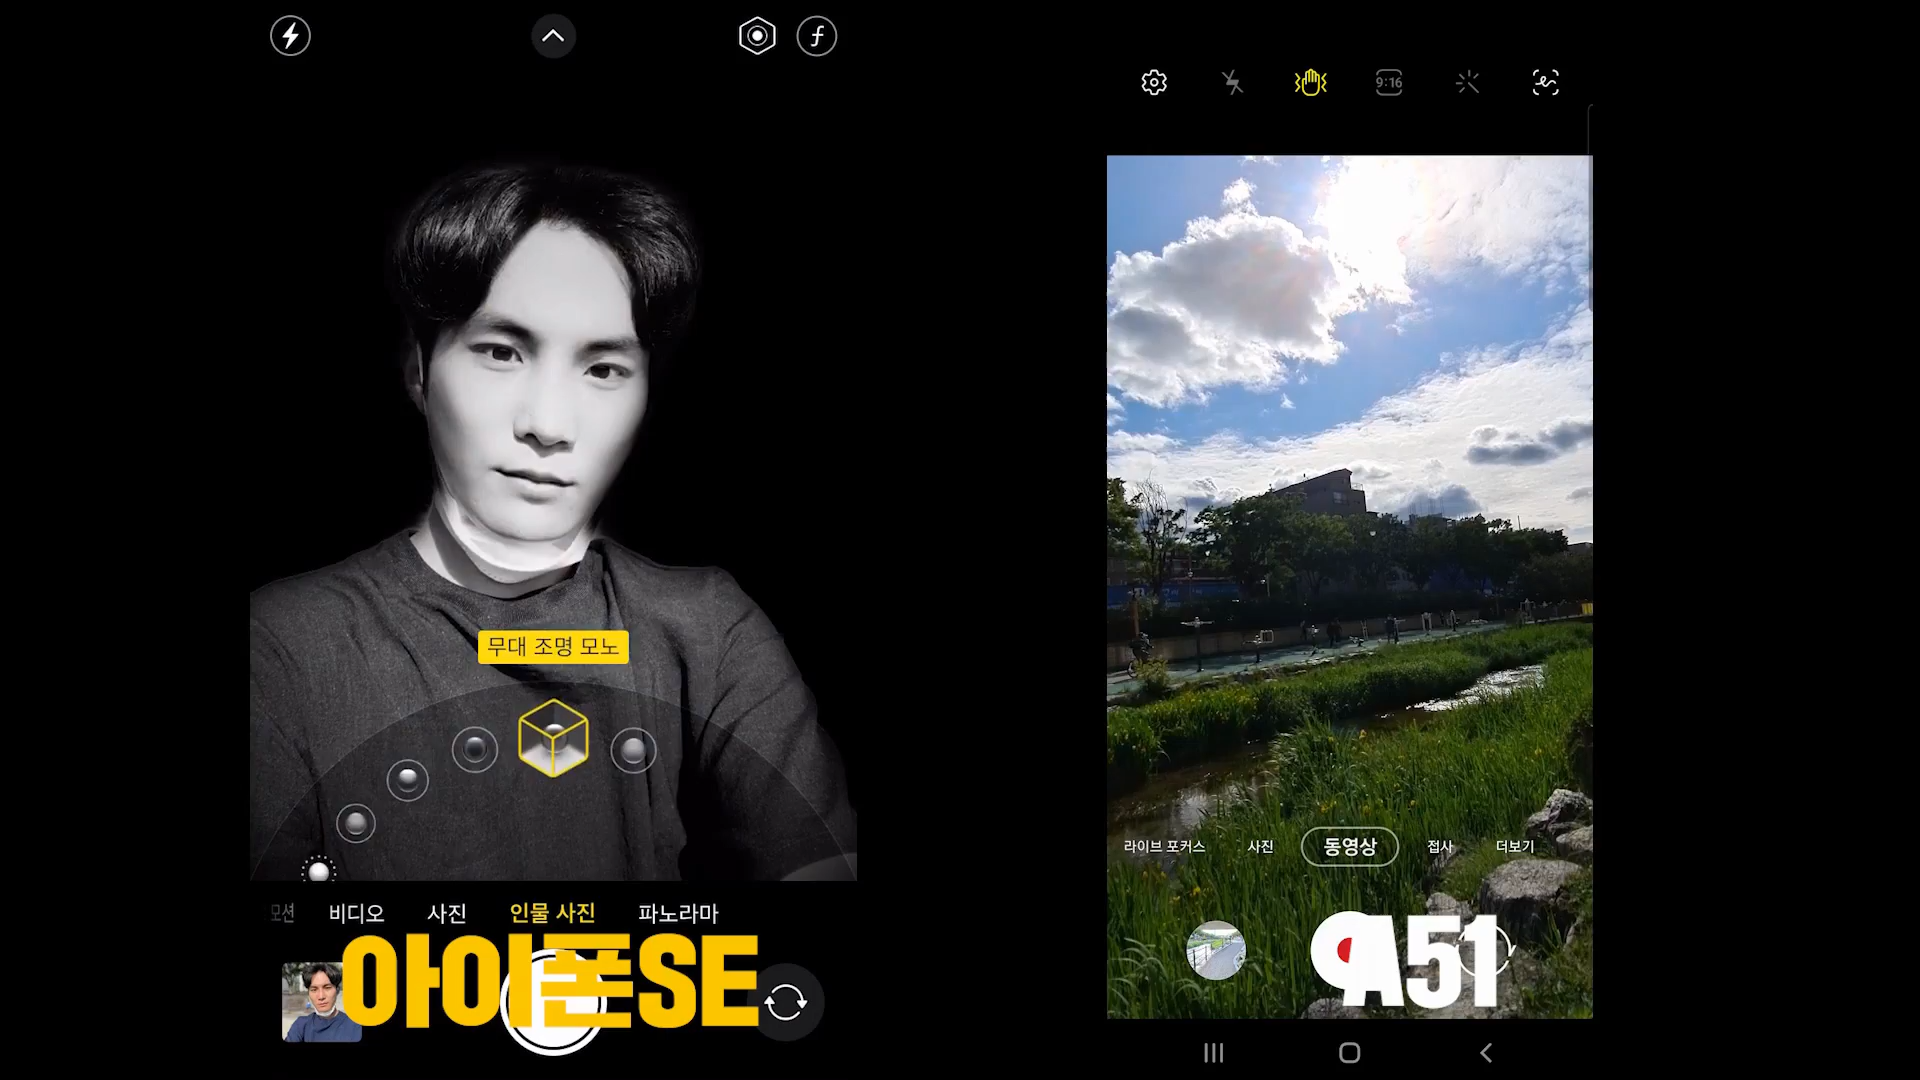 무대 조명 모노
모션 비디오 사진 인물 사진 파노라마
아이폰SE
9:16
라이브 포커스 사진 동영상 접사 더보기
A51